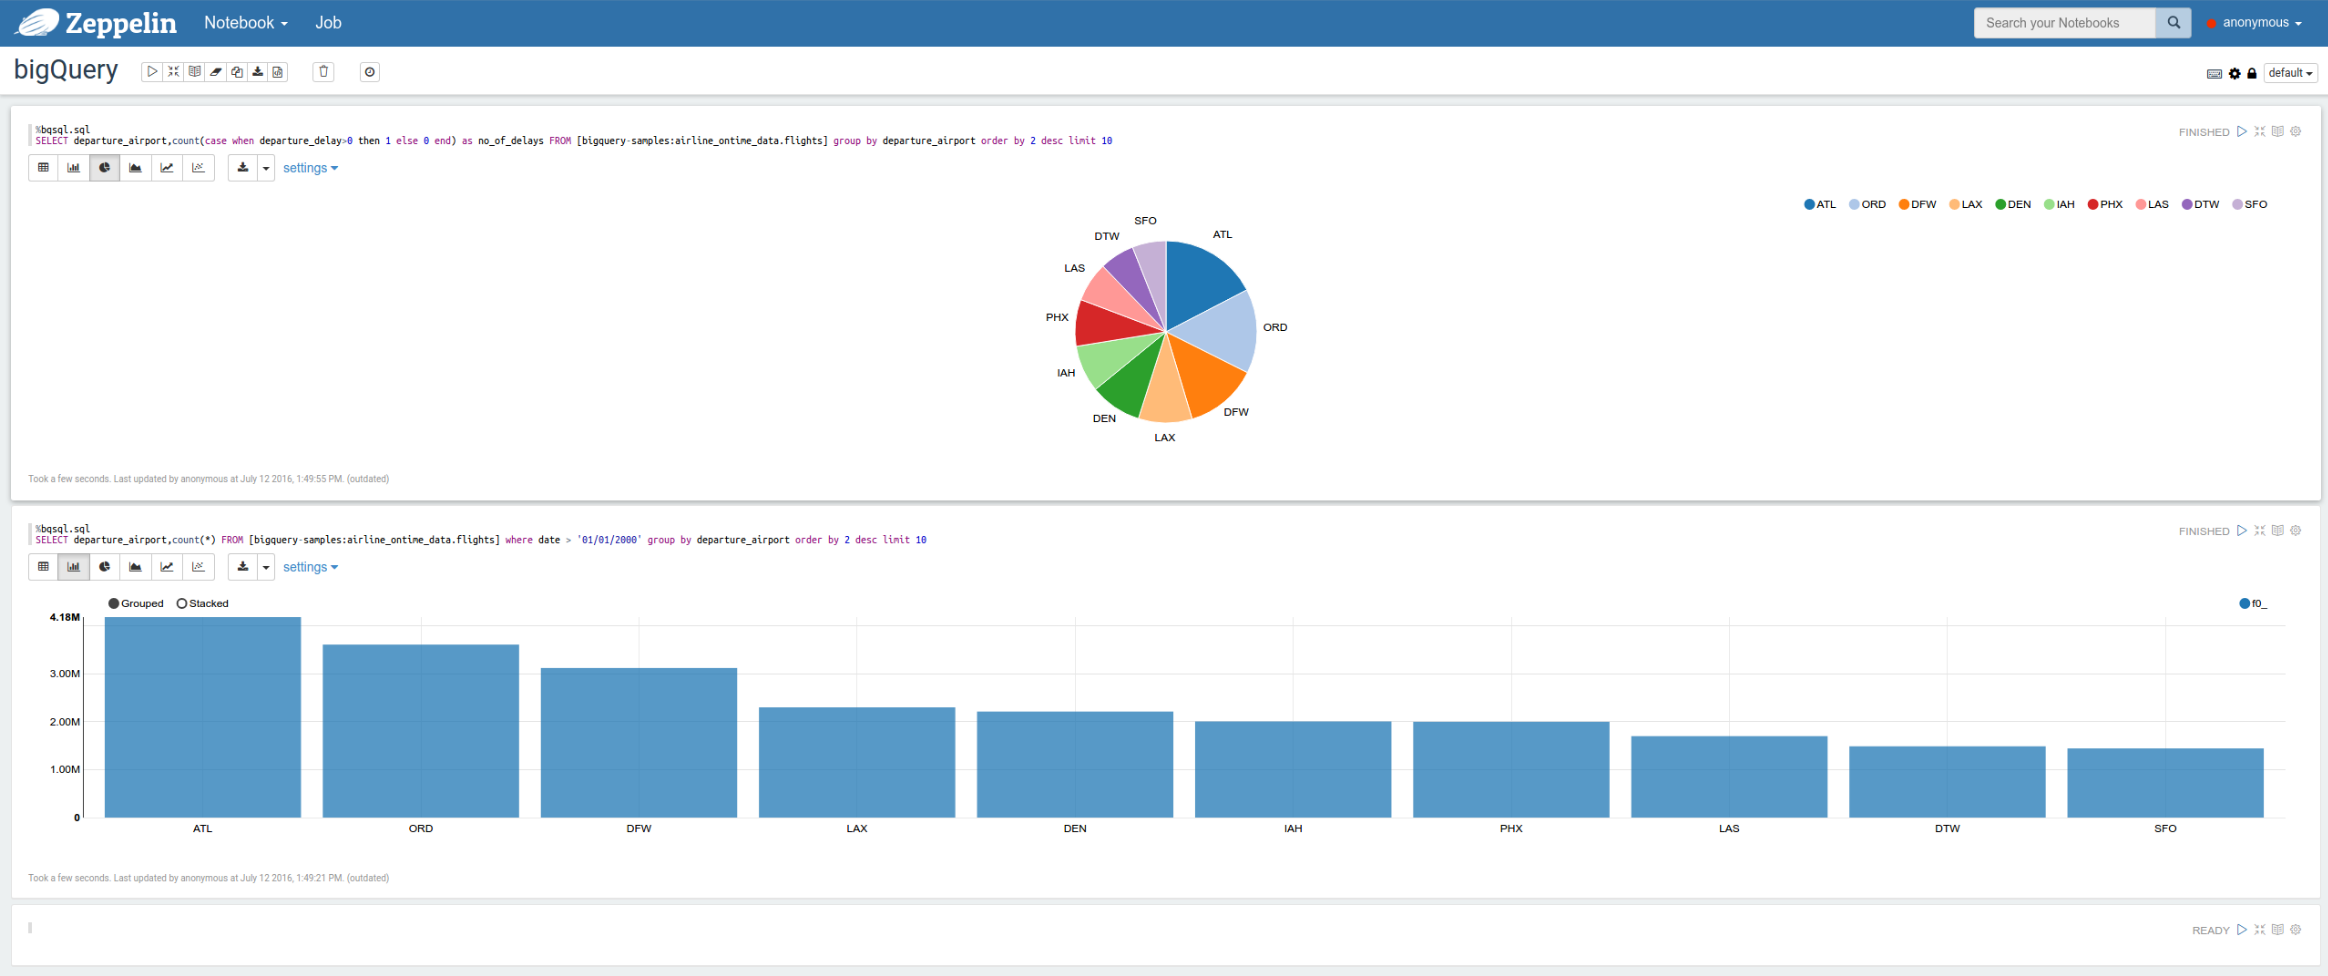 Zeppelin Notebook Job Search your Notebooks anonymous
bigQuery default
%bqsql.sql
FINISHED
SELECT departure_airport,count(case when departure_delay>0 then 1 else 0 end) as no_of_delays FROM [bigquery-samples:airline_ontime_data.flights] group by departure_airport order by 2 desc limit 10
settings
ATL ORD DFW LAX DEN IAH PHX LAS DTW SFO
SFO
ATL
DTW
LAS
PHX
ORD
IAH
DEN
DFW
LAX
Took a few seconds. Last updated by anonymous at July 12 2016, 1:49:55 PM. (outdated)
%bqsql.sql
FINISHED
SELECT departure_airport,count(*) FROM [bigquery-samples:airline_ontime_data.flights] where date > '01/01/2000' group by departure_airport order by 2 desc limit 10
settings
Grouped Stacked f0_
4.18M
3.00M
2.00M
1.00M
0
ATL ORD DFW LAX DEN IAH PHX LAS DTW SFO
Took a few seconds. Last updated by anonymous at July 12 2016, 1:49:21 PM. (outdated)
READY